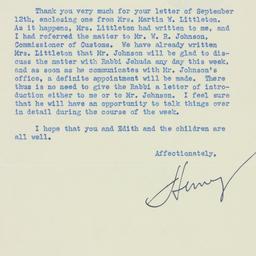 Thank you very much for your letter of September
12th, enclosing one from Mrs. Martin W. Littleton.
As it happens, Mrs. Littleton had written to me, and
I had referred the matter to Mr. W. R. Johnson,
Commissioner of Customs. We have already written
Mrs. Littleton that Mr. Johnson will be glad to dis-
cuss the matter with Rabbi Jehuda any day this week,
and as soon as he communicates with Mr. Johnson's
office, a definite appointment will be made. There
thus is no need to give the Rabbi a letter of intro-
duction either to me or to Mr. Johnson. I feel sure
that he will have an opportunity to talk things over
in detail during the course of the week.
I hope that you and Edith and the children are
all well.
Affectionately,
Henry